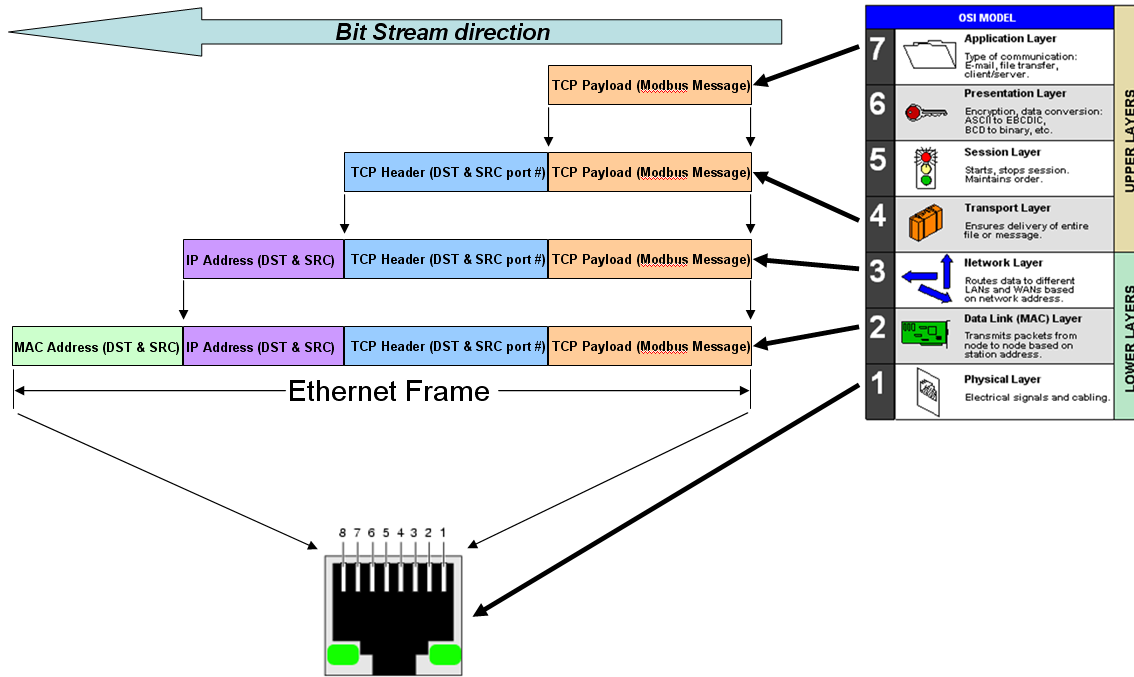 Bit Stream direction
TCP Payload (Modbus Message)
TCP Header (DST & SRC port #)
TCP Payload (Modbus Message)
IP Address (DST & SRC)
TCP Header (DST & SRC port #)
TCP Payload (Modbus Message)
MAC Address (DST & SRC)
IP Address (DST & SRC)
TCP Header (DST & SRC port #)
TCP Payload (Modbus Message)
Ethernet Frame
8 7 6 5 4 3 2 1
OSI MODEL
7
Application Layer
Type of communication:
E-mail, file transfer,
client/server.
6
Presentation Layer
Encryption, data conversion:
ASCII to EBCDIC,
BCD to binary, etc.
5
Session Layer
Starts, stops session.
Maintains order.
4
Transport Layer
Ensures delivery of entire
file or message.
3
Network Layer
Routes data to different
LANs and WANs based
on network address.
2
Data Link (MAC) Layer
Transmits packets from
node to node based on
station address.
1
Physical Layer
Electrical signals and cabling.
UPPER LAYERS
LOWER LAYERS